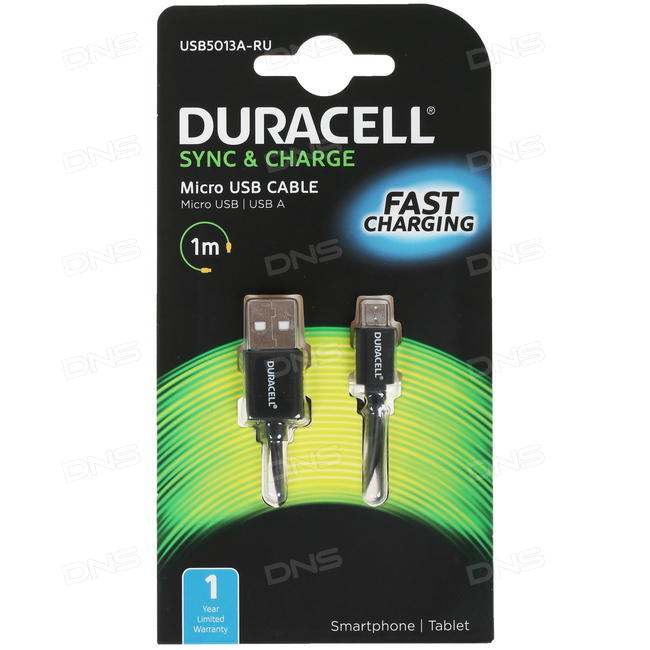 USB5013A-RU
DURACELL®
SYNC & CHARGE
Micro USB CABLE
Micro USB | USB A
FAST
CHARGING
1m
DURACELL®
DURACELL
1
Year
Limited
Warranty
Smartphone | Tablet
DNS